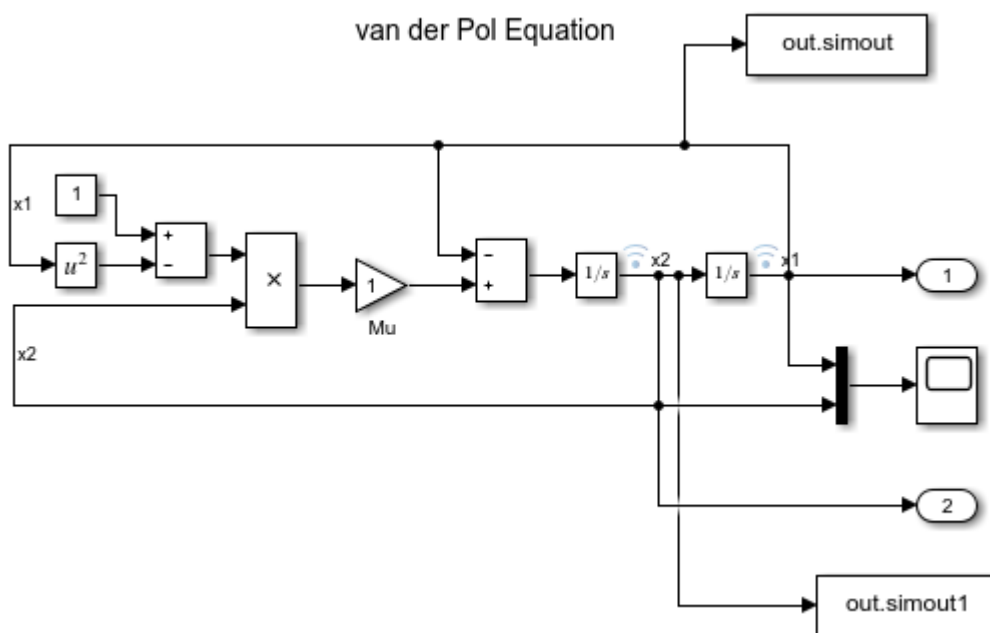 van der Pol Equation
out.simout
x1
1
+
−
u²
×
1
Mu
x2
−
+
1/s
x2
1/s
x1
1
2
out.simout1